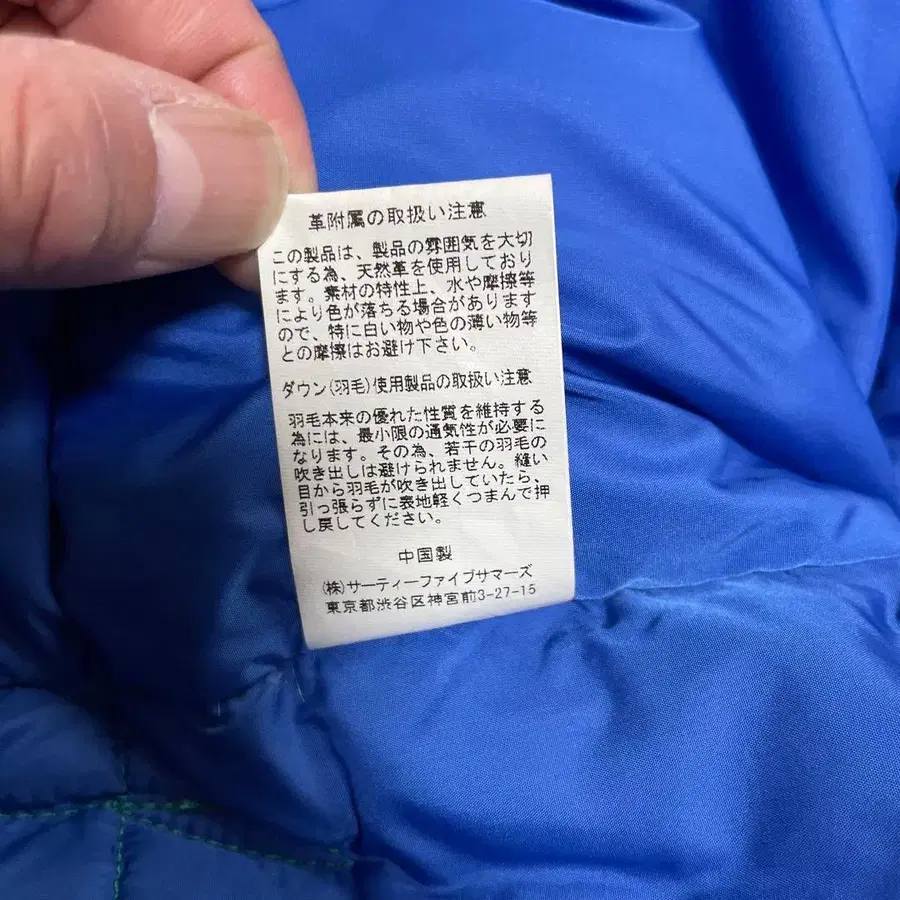 革附属の取扱い注意
この製品は、製品の雰囲気を大切
にする為、天然革を使用しており
ます。素材の特性上、水や摩擦等
により色が落ちる場合があります
ので、特に白い物や色の薄い物等
との摩擦はお避け下さい。
ダウン(羽毛)使用製品の取扱い注意
羽毛本来の優れた性質を維持する
為には、最小限の通気性が必要に
なります。その為、若干の羽毛の
吹き出しは避けられません。縫い
目から羽毛が吹き出していたら、
引っ張らずに表地軽くつまんで押
し戻してください。
中国製
(株)サーティーファイブサマーズ
東京都渋谷区神宮前3-27-15